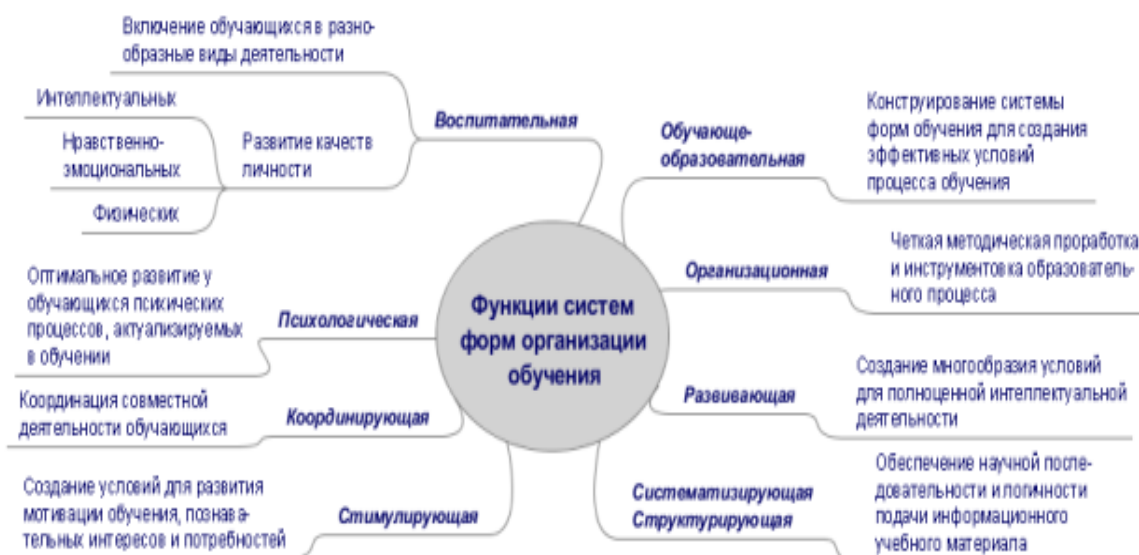 Включение обучающихся в разно-
образные виды деятельности
Интеллектуальных
Нравственно-
эмоциональных
Физических
Развитие качеств
личности
Воспитательная
Оптимальное развитие у
обучающихся психических
процессов, актуализируемых
в обучении
Психологическая
Координация совместной
деятельности обучающихся
Координирующая
Создание условий для развития
мотивации обучения, познава-
тельных интересов и потребностей
Стимулирующая
Функции систем
форм организации
обучения
Обучающе-
образовательная
Конструирование системы
форм обучения для создания
эффективных условий
процесса обучения
Организационная
Четкая методическая проработка
и инструментовка образователь-
ного процесса
Развивающая
Создание многообразия условий
для полноценной интеллектуальной
деятельности
Систематизирующая
Структурирующая
Обеспечение научной после-
довательности и логичности
подачи информационного
учебного материала